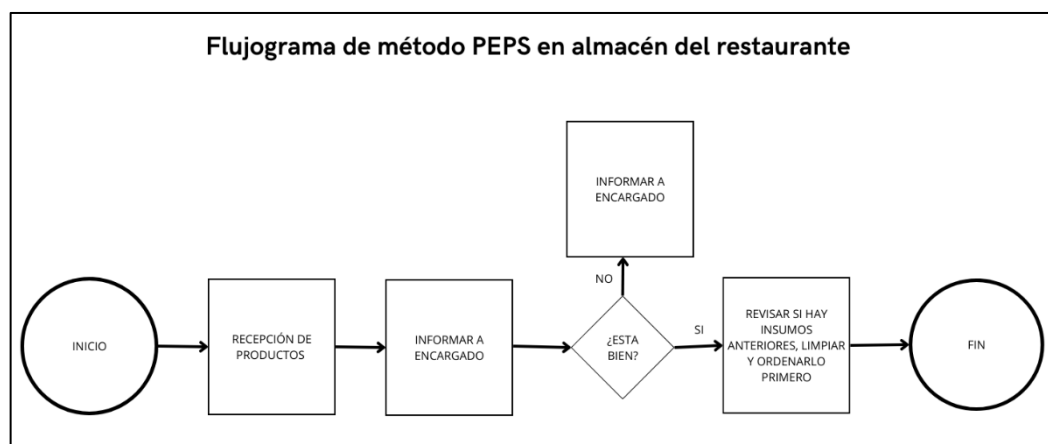 Flujograma de método PEPS en almacén del restaurante
INFORMAR A
ENCARGADO
NO
INICIO
RECEPCIÓN DE
PRODUCTOS
INFORMAR A
ENCARGADO
¿ESTA
BIEN?
SI
REVISAR SI HAY
INSUMOS
ANTERIORES, LIMPIAR
Y ORDENARLO
PRIMERO
FIN